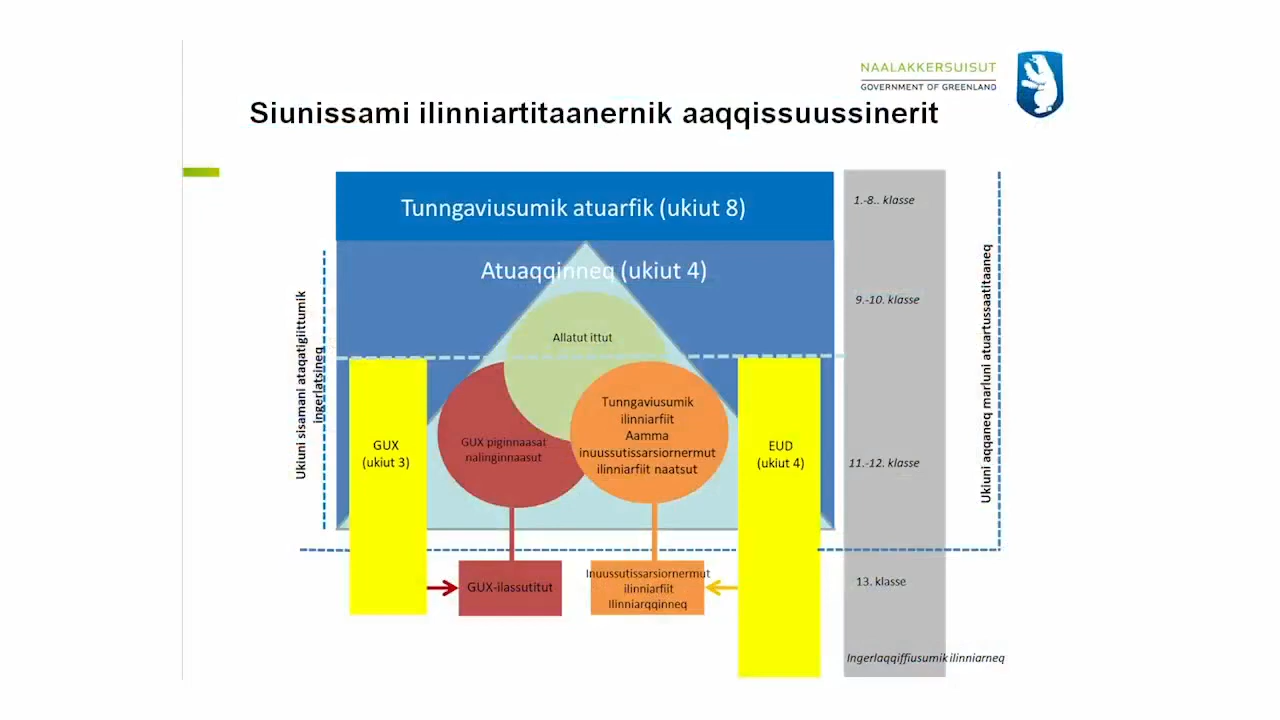 NAALAKKERSUISUT
GOVERNMENT OF GREENLAND
Siunissami ilinniartitaanernik aaqqissuussinerit
Tunngaviusumik atuarfik (ukiut 8)
1.-8.. klasse
Atuaqqinneq (ukiut 4)
9.-10. klasse
Allatut ittut
Ukiuni sisamani ataqatigiittumik
ingerlatsineq
GUX
(ukiut 3)
GUX piginnaasat
nalinginnaasut
Tunngaviusumik
ilinniarfiit
Aamma
inuussutissarsiornermut
ilinniarfiit naatsut
EUD
(ukiut 4)
11.-12. klasse
Ukiuni aqqaneq marluni atuartussaatitaaneq
GUX-ilassutitut
Inuussutissarsiornermut
ilinniarfiit
Ilinniarqqinneq
13. klasse
Ingerlaqqiffiusumik ilinniarneq